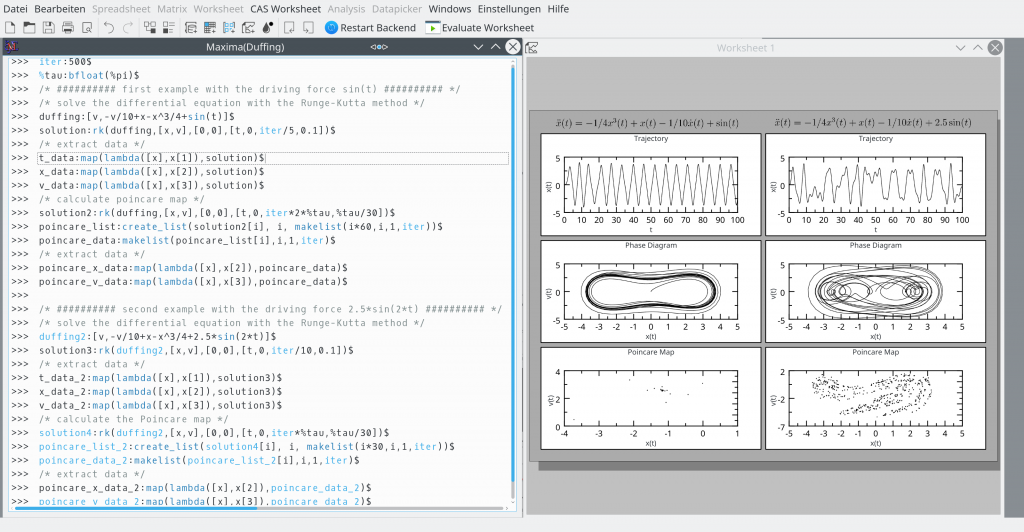 Datei Bearbeiten Spreadsheet Matrix Worksheet CAS Worksheet Analysis Datapicker Windows Einstellungen Hilfe
Restart Backend Evaluate Worksheet
Maxima(Duffing)
>>> iter:500$
>>> %tau:bfloat(%pi)$
>>> /* ########## first example with the driving force sin(t) ########## */
>>> /* solve the differential equation with the Runge-Kutta method */
>>> duffing:[v,-v/10+x-x^3/4+sin(t)]$
>>> solution:rk(duffing,[x,v],[0,0],[t,0,iter/5,0.1])$
>>> /* extract data */
>>> t_data:map(lambda([x],x[1]),solution)$
>>> x_data:map(lambda([x],x[2]),solution)$
>>> v_data:map(lambda([x],x[3]),solution)$
>>> /* calculate poincare map */
>>> solution2:rk(duffing,[x,v],[0,0],[t,0,iter*2*%tau,%tau/30])$
>>> poincare_list:create_list(solution2[i], i, makelist(i*60,i,1,iter))$
>>> poincare_data:makelist(poincare_list[i],i,1,iter)$
>>> /* extract data */
>>> poincare_x_data:map(lambda([x],x[2]),poincare_data)$
>>> poincare_v_data:map(lambda([x],x[3]),poincare_data)$
>>>
>>> /* ########## second example with the driving force 2.5*sin(2*t) ########## */
>>> /* solve the differential equation with the Runge-Kutta method */
>>> duffing2:[v,-v/10+x-x^3/4+2.5*sin(2*t)]$
>>> solution3:rk(duffing2,[x,v],[0,0],[t,0,iter/10,0.1])$
>>> /* extract data */
>>> t_data_2:map(lambda([x],x[1]),solution3)$
>>> x_data_2:map(lambda([x],x[2]),solution3)$
>>> v_data_2:map(lambda([x],x[3]),solution3)$
>>> /* calculate the Poincare map */
>>> solution4:rk(duffing2,[x,v],[0,0],[t,0,iter*%tau,%tau/30])$
>>> poincare_list_2:create_list(solution4[i], i, makelist(i*30,i,1,iter))$
>>> poincare_data_2:makelist(poincare_list_2[i],i,1,iter)$
>>> /* extract data */
>>> poincare_x_data_2:map(lambda([x],x[2]),poincare_data_2)$
>>> poincare_v_data_2:map(lambda([x],x[3]),poincare_data_2)$
Worksheet 1
ẍ(t) = −1/4x³(t) + x(t) − 1/10ẋ(t) + sin(t)
Trajectory
x(t)
5
0
-5
0 10 20 30 40 50 60 70 80 90 100
t
Phase Diagram
v(t)
5
0
-5
-5 -4 -3 -2 -1 0 1 2 3 4 5
x(t)
Poincare Map
v(t)
4
2
0
-4 -3 -2 -1 0 1
x(t)
ẍ(t) = −1/4x³(t) + x(t) − 1/10ẋ(t) + 2.5 sin(t)
Trajectory
x(t)
5
0
-5
0 10 20 30 40 50 60 70 80 90 100
t
Phase Diagram
v(t)
5
0
-5
-5 -4 -3 -2 -1 0 1 2 3 4 5
x(t)
Poincare Map
v(t)
2
-2
-7
-5 -4 -3 -2 -1 0 1 2 3 4 5
x(t)